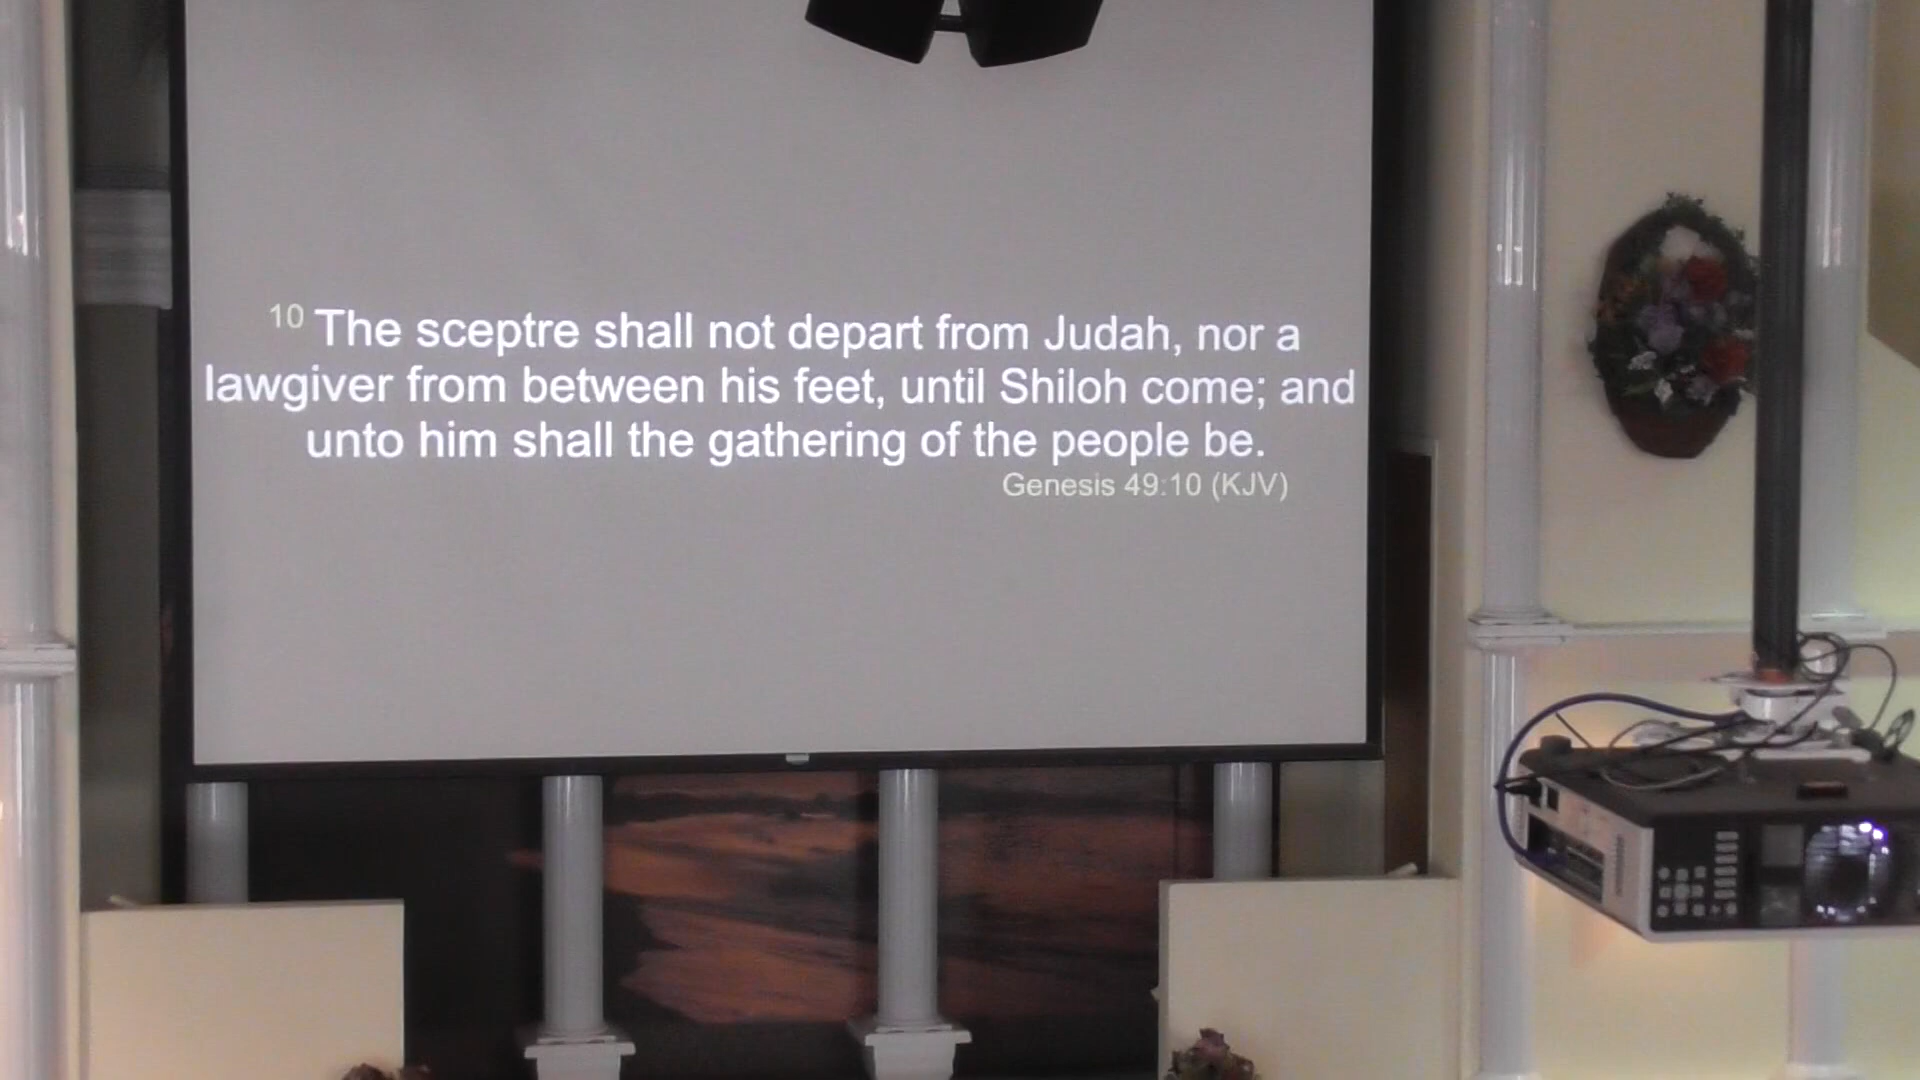 10 The sceptre shall not depart from Judah, nor a
lawgiver from between his feet, until Shiloh come; and
unto him shall the gathering of the people be.
Genesis 49:10 (KJV)